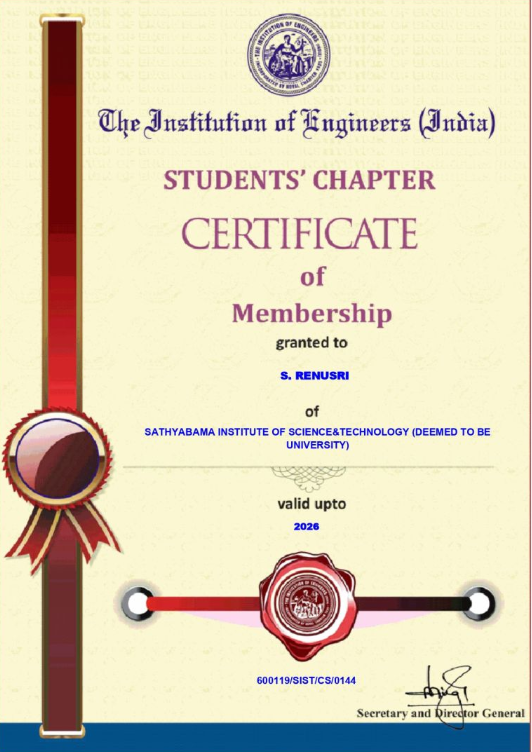 The Institution of Engineers (India)
STUDENTS' CHAPTER
CERTIFICATE
of
Membership
granted to
S. RENUSRI
of
SATHYABAMA INSTITUTE OF SCIENCE&TECHNOLOGY (DEEMED TO BE
UNIVERSITY)
valid upto
2026
600119/SIST/CS/0144
Secretary and Director General